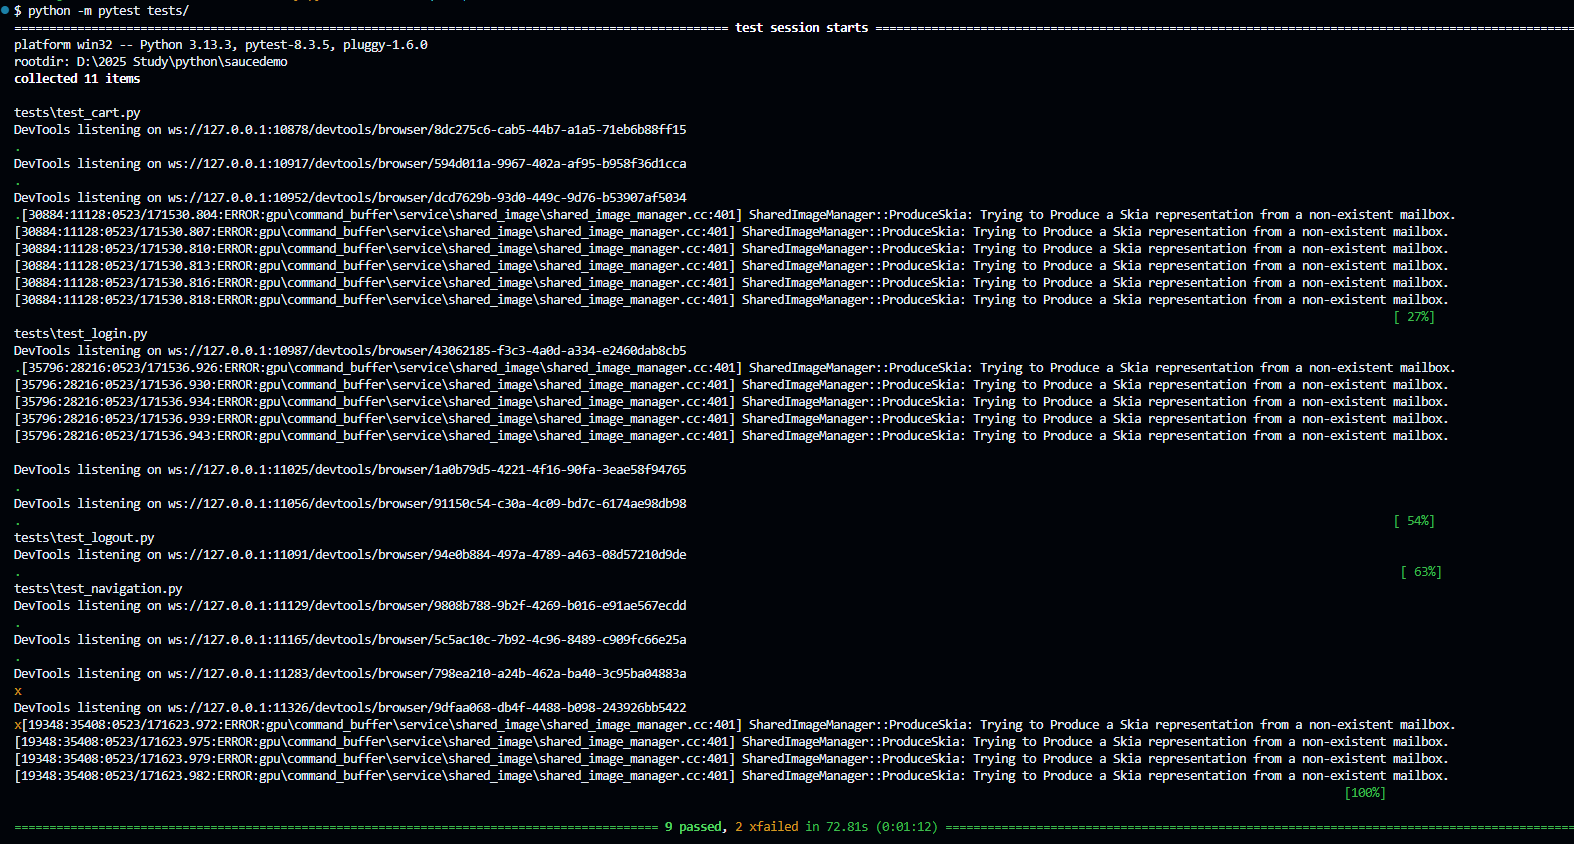 $ python -m pytest tests/
======================================================================================================= test session starts =======================================================================================================
platform win32 -- Python 3.13.3, pytest-8.3.5, pluggy-1.6.0
rootdir: D:\2025 Study\python\saucedemo
collected 11 items
tests\test_cart.py
DevTools listening on ws://127.0.0.1:10878/devtools/browser/8dc275c6-cab5-44b7-a1a5-71eb6b88ff15
.
DevTools listening on ws://127.0.0.1:10917/devtools/browser/594d011a-9967-402a-af95-b958f36d1cca
.
DevTools listening on ws://127.0.0.1:10952/devtools/browser/dcd7629b-93d0-449c-9d76-b53907af5034
.[30884:11128:0523/171530.804:ERROR:gpu\command_buffer\service\shared_image\shared_image_manager.cc:401] SharedImageManager::ProduceSkia: Trying to Produce a Skia representation from a non-existent mailbox.
[30884:11128:0523/171530.807:ERROR:gpu\command_buffer\service\shared_image\shared_image_manager.cc:401] SharedImageManager::ProduceSkia: Trying to Produce a Skia representation from a non-existent mailbox.
[30884:11128:0523/171530.810:ERROR:gpu\command_buffer\service\shared_image\shared_image_manager.cc:401] SharedImageManager::ProduceSkia: Trying to Produce a Skia representation from a non-existent mailbox.
[30884:11128:0523/171530.813:ERROR:gpu\command_buffer\service\shared_image\shared_image_manager.cc:401] SharedImageManager::ProduceSkia: Trying to Produce a Skia representation from a non-existent mailbox.
[30884:11128:0523/171530.816:ERROR:gpu\command_buffer\service\shared_image\shared_image_manager.cc:401] SharedImageManager::ProduceSkia: Trying to Produce a Skia representation from a non-existent mailbox.
[30884:11128:0523/171530.818:ERROR:gpu\command_buffer\service\shared_image\shared_image_manager.cc:401] SharedImageManager::ProduceSkia: Trying to Produce a Skia representation from a non-existent mailbox.
[ 27%]
tests\test_login.py
DevTools listening on ws://127.0.0.1:10987/devtools/browser/43062185-f3c3-4a0d-a334-e2460dab8cb5
.[35796:28216:0523/171536.926:ERROR:gpu\command_buffer\service\shared_image\shared_image_manager.cc:401] SharedImageManager::ProduceSkia: Trying to Produce a Skia representation from a non-existent mailbox.
[35796:28216:0523/171536.930:ERROR:gpu\command_buffer\service\shared_image\shared_image_manager.cc:401] SharedImageManager::ProduceSkia: Trying to Produce a Skia representation from a non-existent mailbox.
[35796:28216:0523/171536.934:ERROR:gpu\command_buffer\service\shared_image\shared_image_manager.cc:401] SharedImageManager::ProduceSkia: Trying to Produce a Skia representation from a non-existent mailbox.
[35796:28216:0523/171536.939:ERROR:gpu\command_buffer\service\shared_image\shared_image_manager.cc:401] SharedImageManager::ProduceSkia: Trying to Produce a Skia representation from a non-existent mailbox.
[35796:28216:0523/171536.943:ERROR:gpu\command_buffer\service\shared_image\shared_image_manager.cc:401] SharedImageManager::ProduceSkia: Trying to Produce a Skia representation from a non-existent mailbox.
DevTools listening on ws://127.0.0.1:11025/devtools/browser/1a0b79d5-4221-4f16-90fa-3eae58f94765
.
DevTools listening on ws://127.0.0.1:11056/devtools/browser/91150c54-c30a-4c09-bd7c-6174ae98db98
. [ 54%]
tests\test_logout.py
DevTools listening on ws://127.0.0.1:11091/devtools/browser/94e0b884-497a-4789-a463-08d57210d9de
. [ 63%]
tests\test_navigation.py
DevTools listening on ws://127.0.0.1:11129/devtools/browser/9808b788-9b2f-4269-b016-e91ae567ecdd
.
DevTools listening on ws://127.0.0.1:11165/devtools/browser/5c5ac10c-7b92-4c96-8489-c909fc66e25a
.
DevTools listening on ws://127.0.0.1:11283/devtools/browser/798ea210-a24b-462a-ba40-3c95ba04883a
x
DevTools listening on ws://127.0.0.1:11326/devtools/browser/9dfaa068-db4f-4488-b098-243926bb5422
x[19348:35408:0523/171623.972:ERROR:gpu\command_buffer\service\shared_image\shared_image_manager.cc:401] SharedImageManager::ProduceSkia: Trying to Produce a Skia representation from a non-existent mailbox.
[19348:35408:0523/171623.975:ERROR:gpu\command_buffer\service\shared_image\shared_image_manager.cc:401] SharedImageManager::ProduceSkia: Trying to Produce a Skia representation from a non-existent mailbox.
[19348:35408:0523/171623.979:ERROR:gpu\command_buffer\service\shared_image\shared_image_manager.cc:401] SharedImageManager::ProduceSkia: Trying to Produce a Skia representation from a non-existent mailbox.
[19348:35408:0523/171623.982:ERROR:gpu\command_buffer\service\shared_image\shared_image_manager.cc:401] SharedImageManager::ProduceSkia: Trying to Produce a Skia representation from a non-existent mailbox.
[100%]
============================================================================================ 9 passed, 2 xfailed in 72.81s (0:01:12) ============================================================================================